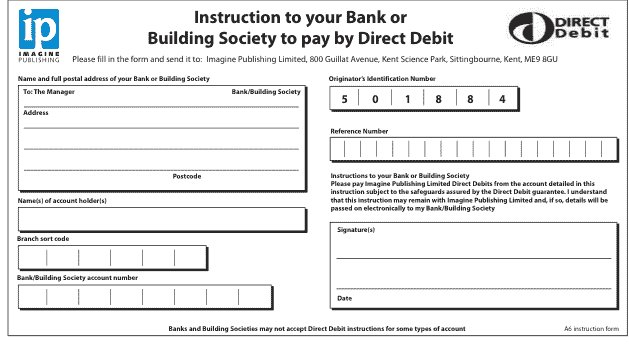 ip
IMAGINE
PUBLISHING
Instruction to your Bank or
Building Society to pay by Direct Debit
DIRECT
Debit
Please fill in the form and send it to: Imagine Publishing Limited, 800 Guillat Avenue, Kent Science Park, Sittingbourne, Kent, ME9 8GU
Name and full postal address of your Bank or Building Society
To: The Manager Bank/Building Society
Address
Postcode
Name(s) of account holder(s)
Branch sort code
Bank/Building Society account number
Originator's Identification Number
5 0 1 8 8 4
Reference Number
Instructions to your Bank or Building Society
Please pay Imagine Publishing Limited Direct Debits from the account detailed in this
instruction subject to the safeguards assured by the Direct Debit guarantee. I understand
that this instruction may remain with Imagine Publishing Limited and, if so, details will be
passed on electronically to my Bank/Building Society
Signature(s)
Date
Banks and Building Societies may not accept Direct Debit instructions for some types of account
A6 instruction form